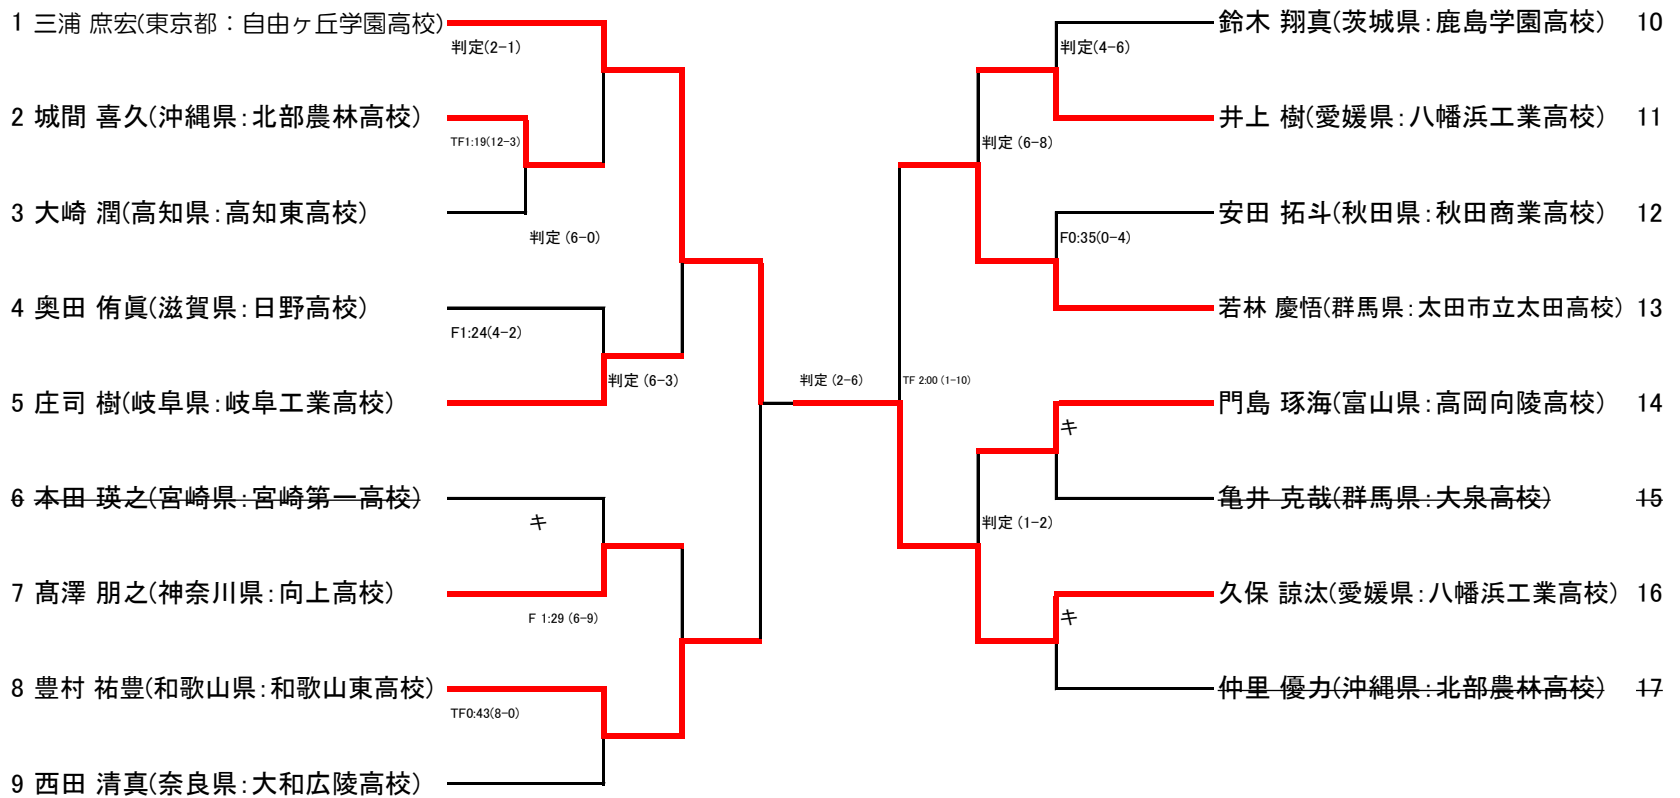 1 三浦 庶宏(東京都：自由ヶ丘学園高校)
判定(2-1)
2 城間 喜久(沖縄県：北部農林高校)
TF1:19(12-3)
3 大崎 潤(高知県：高知東高校)
判定 (6-0)
4 奥田 侑眞(滋賀県：日野高校)
F1:24(4-2)
判定 (6-3)
5 庄司 樹(岐阜県：岐阜工業高校)
6 本田 瑛之(宮崎県：宮崎第一高校)
キ
7 髙澤 朋之(神奈川県：向上高校)
F 1:29 (6-9)
8 豊村 祐豊(和歌山県：和歌山東高校)
TF0:43(8-0)
9 西田 清真(奈良県：大和広陵高校)
判定 (2-6)
TF 2:00 (1-10)
鈴木 翔真(茨城県：鹿島学園高校) 10
判定(4-6)
井上 樹(愛媛県：八幡浜工業高校) 11
判定 (6-8)
安田 拓斗(秋田県：秋田商業高校) 12
F0:35(0-4)
若林 慶悟(群馬県：太田市立太田高校) 13
門島 琢海(富山県：高岡向陵高校) 14
キ
亀井 克哉(群馬県：大泉高校) 15
判定 (1-2)
久保 諒汰(愛媛県：八幡浜工業高校) 16
キ
仲里 優力(沖縄県：北部農林高校) 17